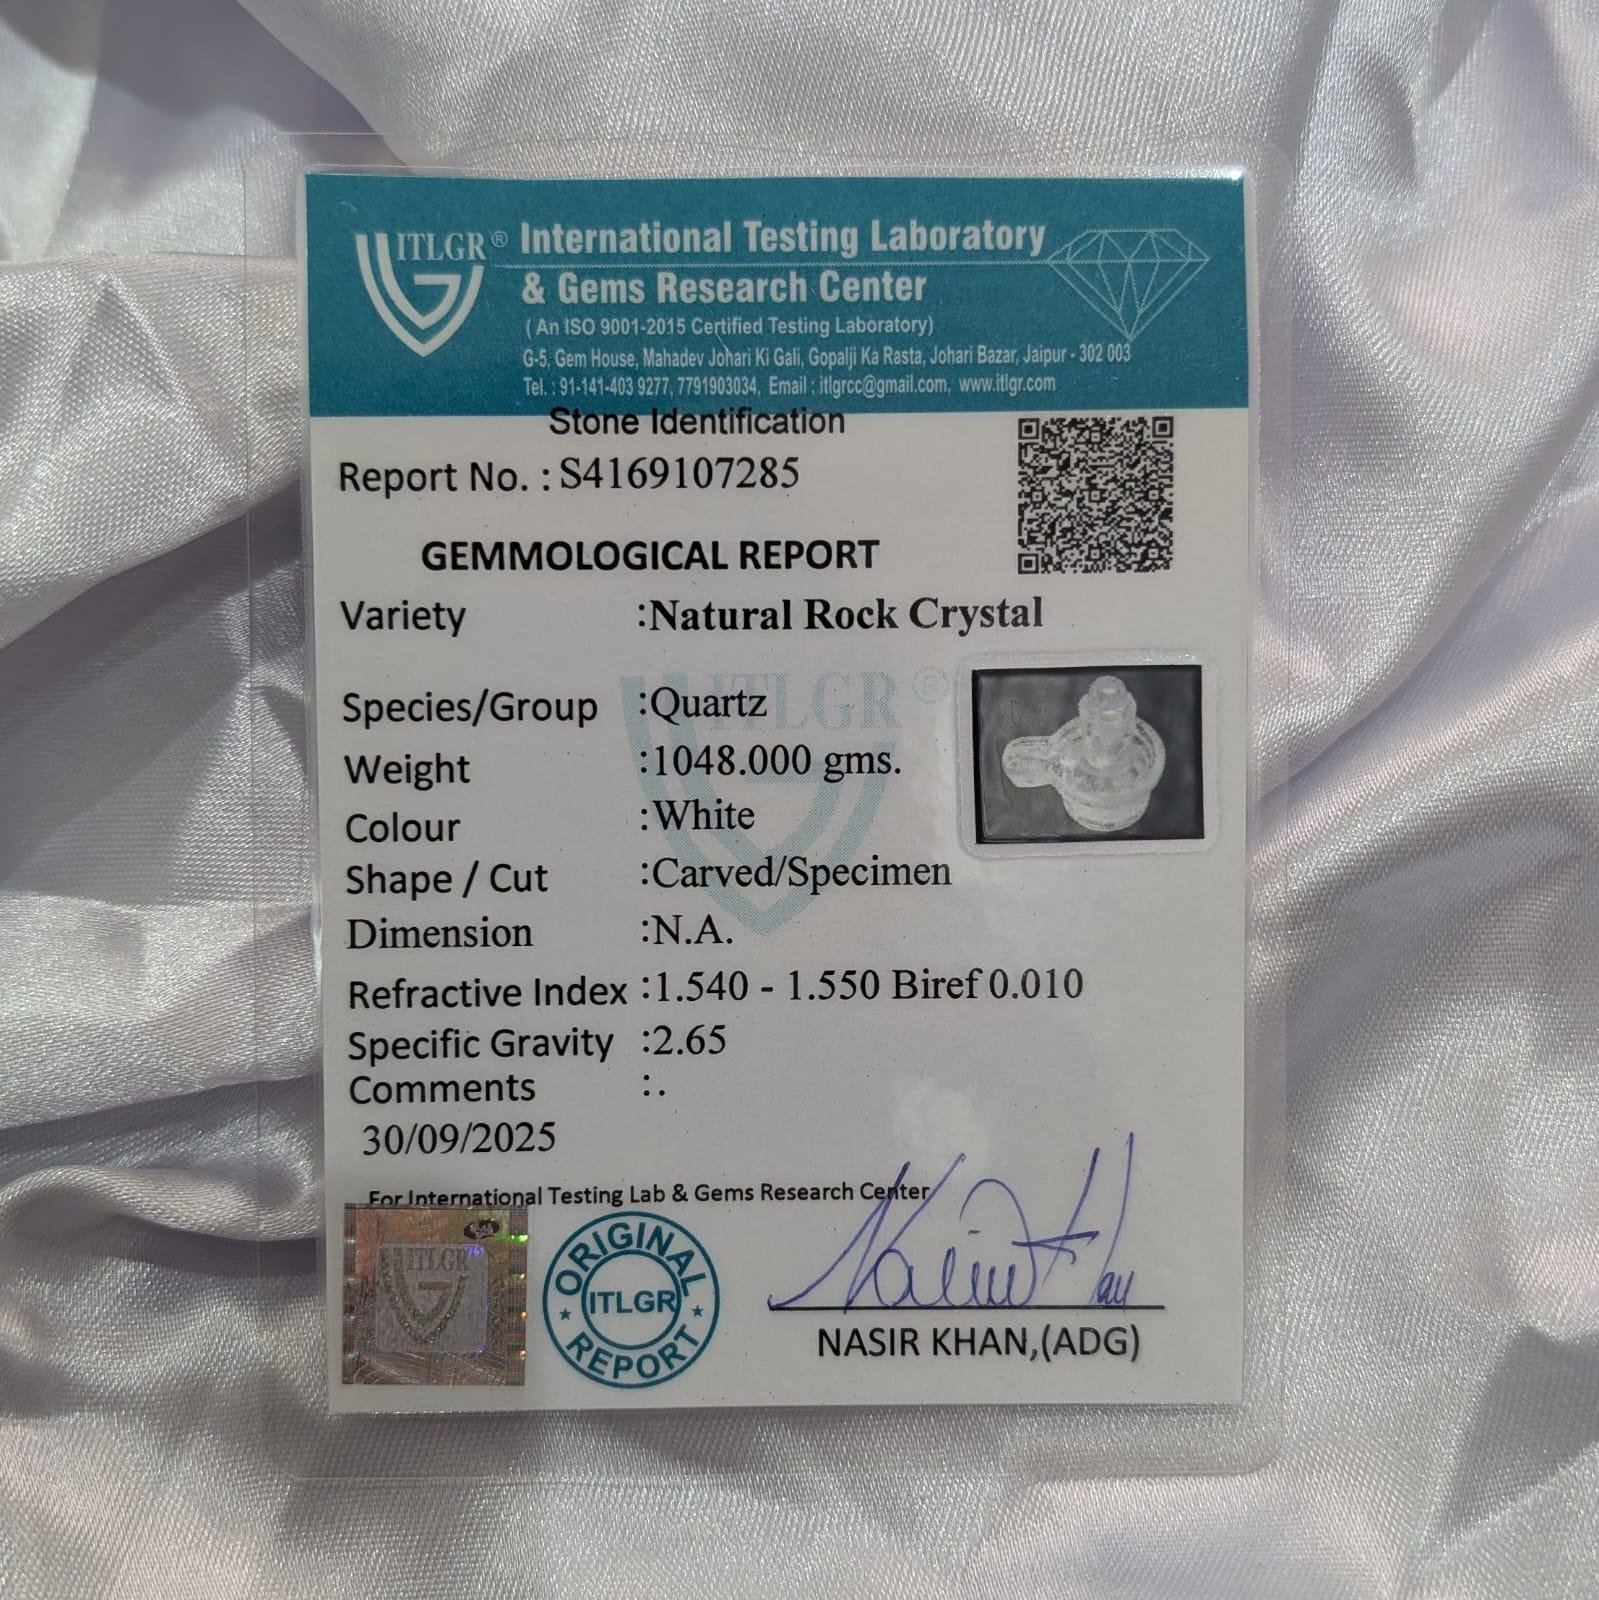 ITLGR® International Testing Laboratory
& Gems Research Center
( An ISO 9001-2015 Certified Testing Laboratory)
G-5, Gem House, Mahadev Johari Ki Gali, Gopalji Ka Rasta, Johari Bazar, Jaipur - 302 003
Tel. : 91-141-403 9277, 7791903034, Email : itlgrcc@gmail.com, www.itlgr.com
Stone Identification
Report No. : S4169107285
GEMMOLOGICAL REPORT
Variety :Natural Rock Crystal
ITLGR®
Species/Group :Quartz
Weight :1048.000 gms.
Colour :White
Shape / Cut :Carved/Specimen
Dimension :N.A.
Refractive Index :1.540 - 1.550 Biref 0.010
Specific Gravity :2.65
Comments :.
30/09/2025
For International Testing Lab & Gems Research Center
ITLGR™
ORIGINAL
ITLGR
REPORT
NASIR KHAN,(ADG)